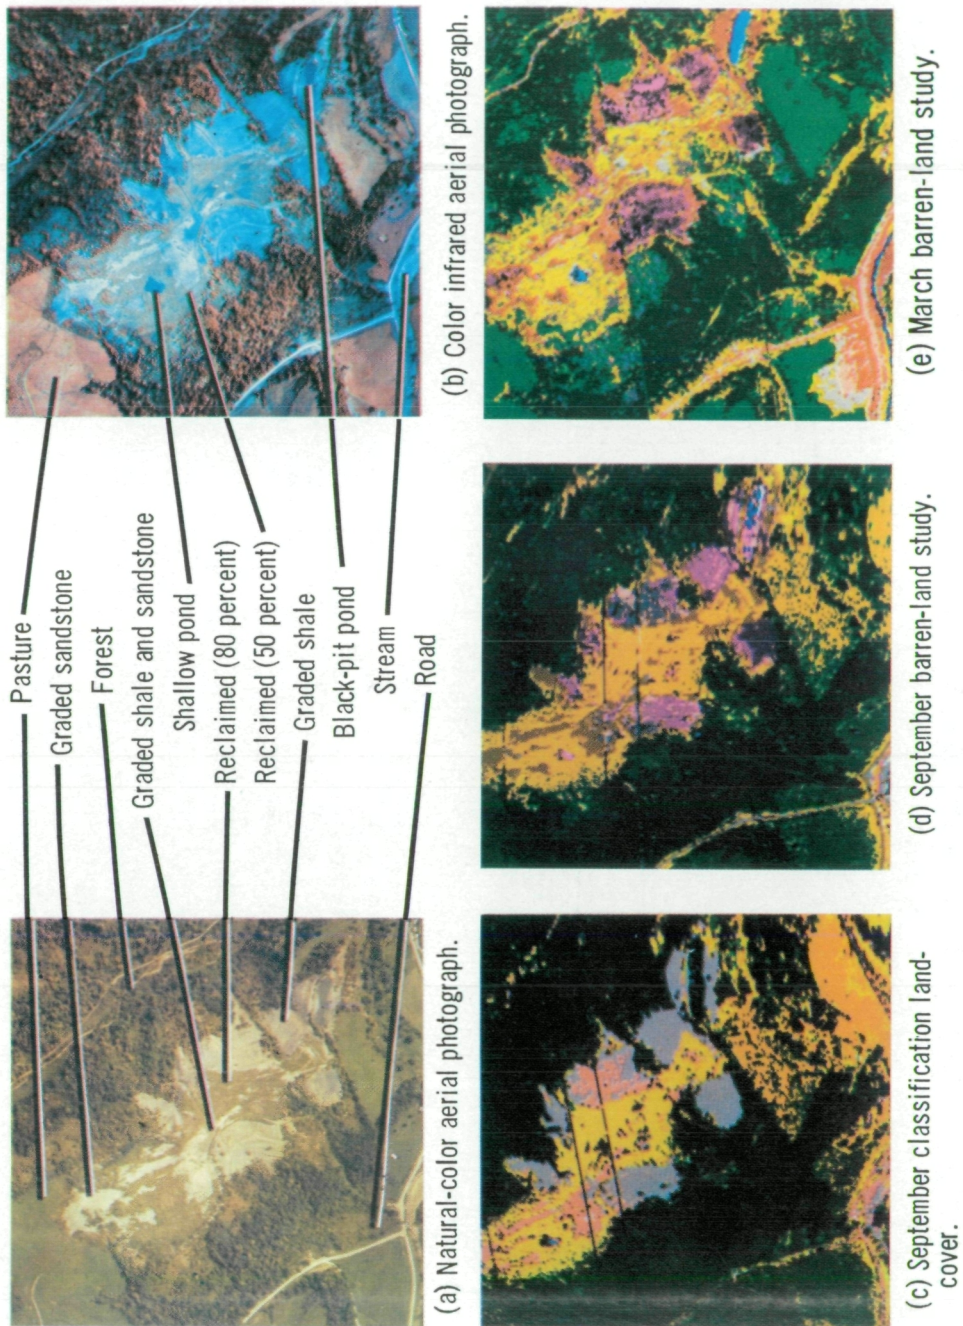 Pasture
Graded sandstone
Forest
Graded shale and sandstone
Shallow pond
Reclaimed (80 percent)
Reclaimed (50 percent)
Graded shale
Black-pit pond
Stream
Road
(a) Natural-color aerial photograph.
(b) Color infrared aerial photograph.
(c) September classification land-
cover.
(d) September barren-land study.
(e) March barren-land study.